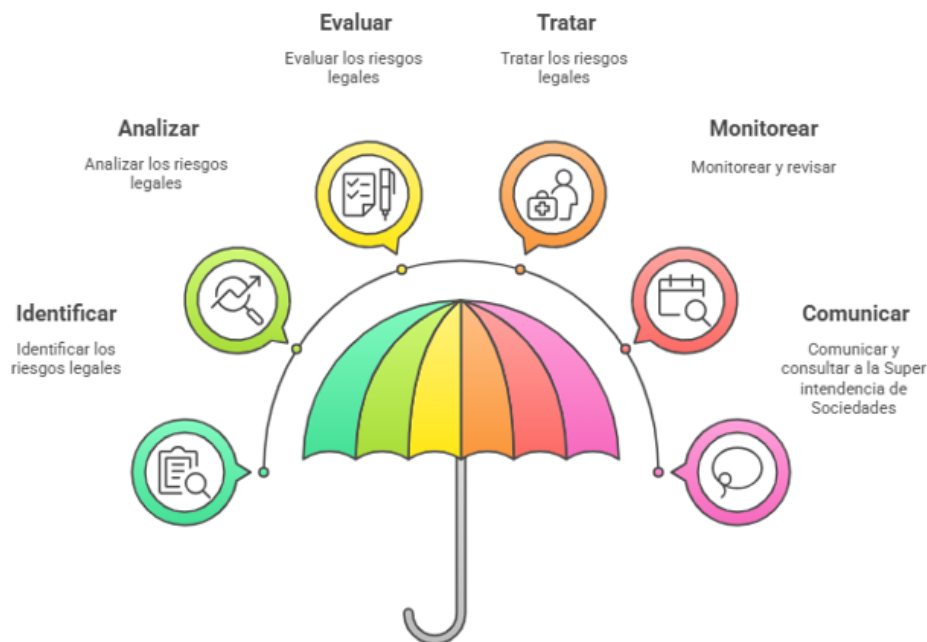 Evaluar
Evaluar los riesgos
legales
Tratar
Tratar los riesgos
legales
Analizar
Analizar los riesgos
legales
Monitorear
Monitorear y revisar
Identificar
Identificar los
riesgos legales
Comunicar
Comunicar y
consultar a la Super
intendencia de
Sociedades